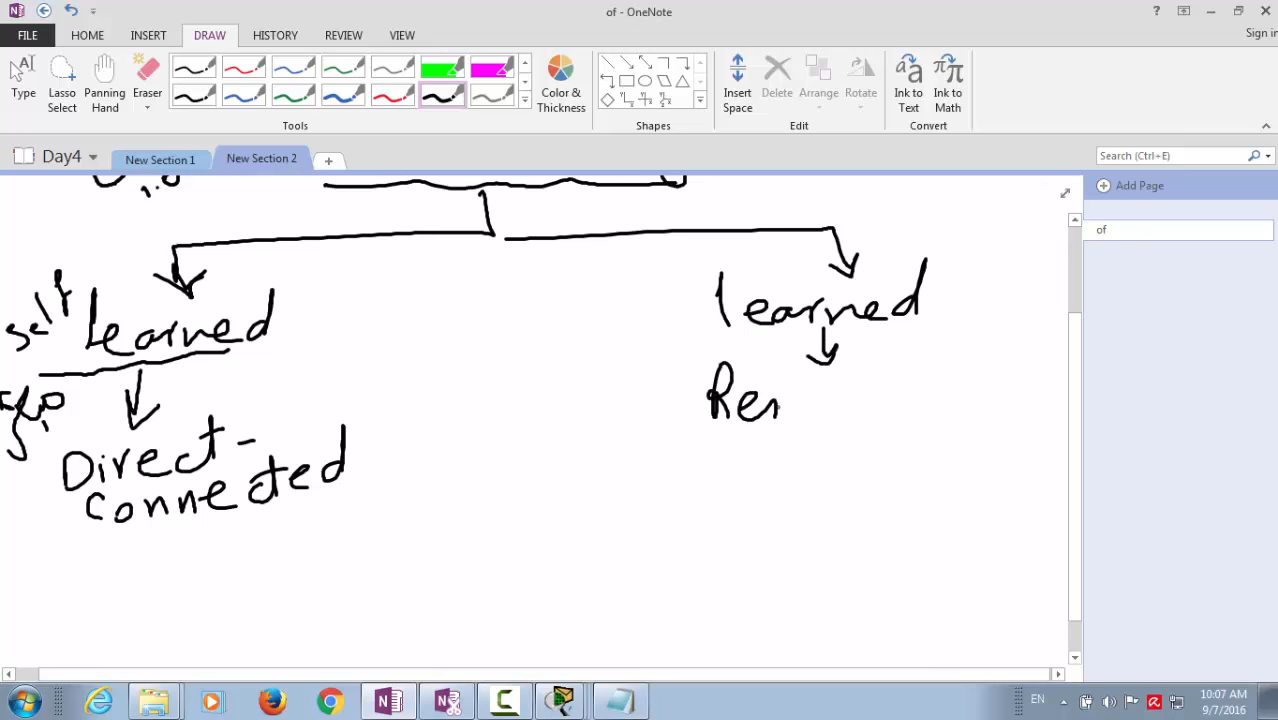 of - OneNote
?
Sign in
FILE
HOME
INSERT
DRAW
HISTORY
REVIEW
VIEW
Type
Lasso
Select
Panning
Hand
Eraser
Color &
Thickness
Insert
Space
Delete
Arrange
Rotate
Ink to
Text
Ink to
Math
Tools
Shapes
Edit
Convert
Day4
New Section 1
New Section 2
Search (Ctrl+E)
Add Page
of
self Learned
learned
Direct-
connected
EN
10:07 AM
9/7/2016